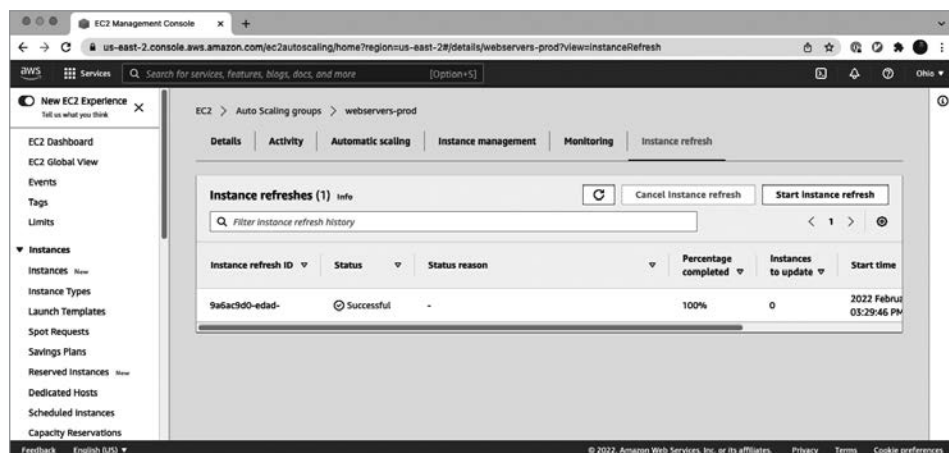 EC2 Management Console
us-east-2.console.aws.amazon.com/ec2autoscaling/home?region=us-east-2#/details/webservers-prod?view=instanceRefresh
aws
Services
Search for services, features, blogs, docs, and more
[Option+S]
Ohio
New EC2 Experience
Tell us what you think
EC2 Dashboard
EC2 Global View
Events
Tags
Limits
Instances
Instances New
Instance Types
Launch Templates
Spot Requests
Savings Plans
Reserved Instances New
Dedicated Hosts
Scheduled Instances
Capacity Reservations
EC2 > Auto Scaling groups > webservers-prod
Details
Activity
Automatic scaling
Instance management
Monitoring
Instance refresh
Instance refreshes (1) Info
Cancel instance refresh
Start instance refresh
Filter instance refresh history
< 1 >
Instance refresh ID
Status
Status reason
Percentage
completed
Instances
to update
Start time
9a6ac9d0-edad-
Successful
-
100%
0
2022 Februa
03:29:46 PM
Feedback
English (US)
© 2022, Amazon Web Services, Inc. or its affiliates.
Privacy
Terms
Cookie preferences